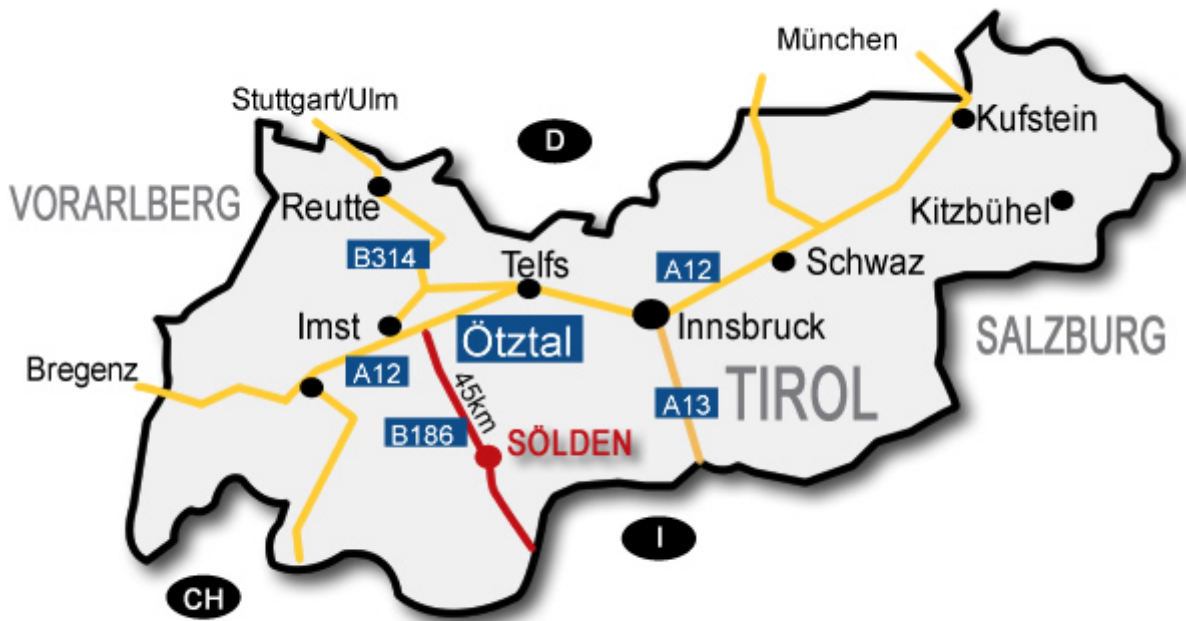 München
Stuttgart/Ulm
D
Kufstein
VORARLBERG
Reutte
Kitzbühel
B314
Telfs
A12
Schwaz
Imst
Ötztal
Innsbruck
SALZBURG
Bregenz
A12
45km
A13
TIROL
B186
SÖLDEN
I
CH